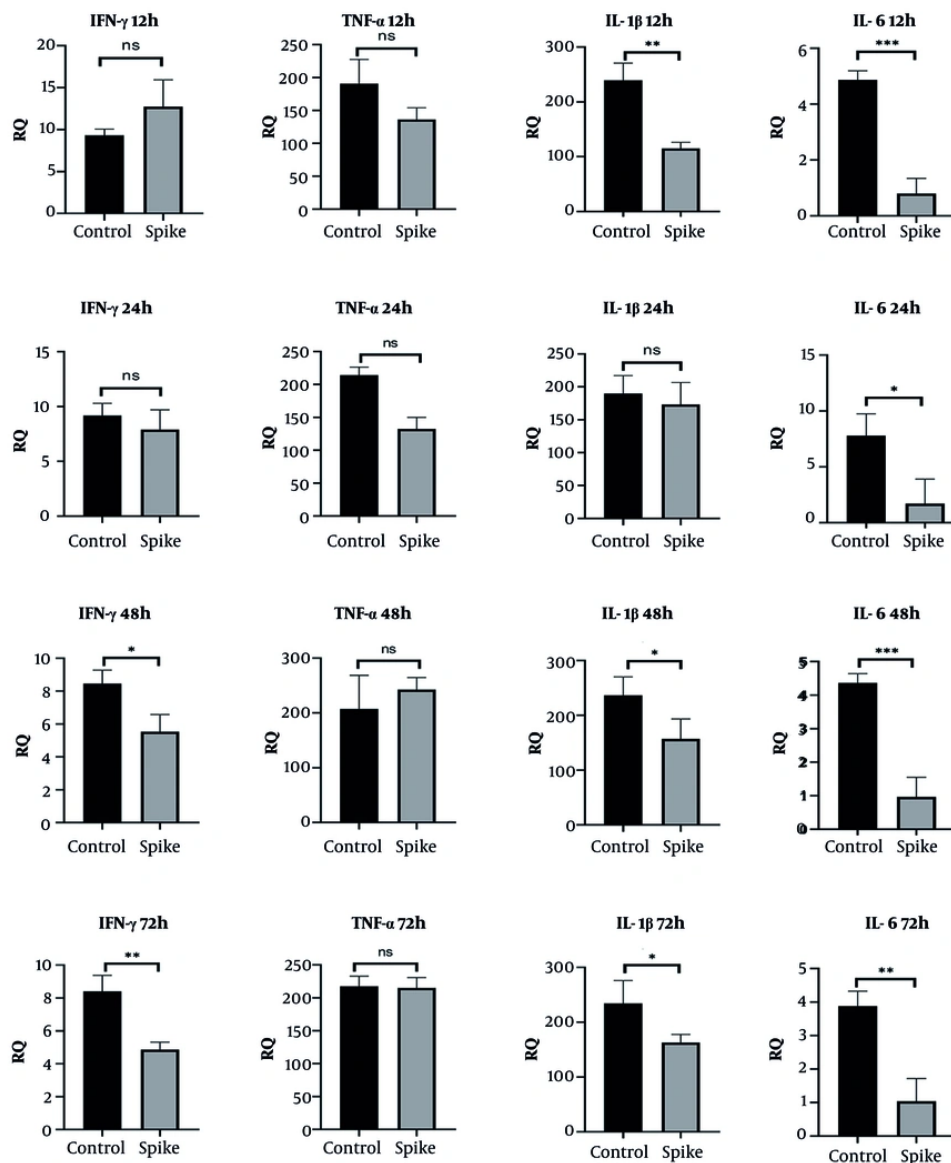 IFN-γ 12h
ns
20
15
10
5
0
RQ
Control Spike
TNF-α 12h
ns
250
200
150
100
50
0
RQ
Control Spike
IL- 1β 12h
**
300
200
100
0
RQ
Control Spike
IL- 6 12h
***
6
4
2
0
RQ
Control Spike
IFN-γ 24h
ns
15
10
5
0
RQ
Control Spike
TNF-α 24h
ns
250
200
150
100
50
0
RQ
Control Spike
IL- 1β 24h
ns
250
200
150
100
50
0
RQ
Control Spike
IL- 6 24h
*
15
10
5
0
RQ
Control Spike
IFN-γ 48h
*
10
8
6
4
2
0
RQ
Control Spike
TNF-α 48h
ns
300
200
100
0
RQ
Control Spike
IL- 1β 48h
*
300
200
100
0
RQ
Control Spike
IL- 6 48h
***
5
4
3
2
1
0
RQ
Control Spike
IFN-γ 72h
**
10
8
6
4
2
0
RQ
Control Spike
TNF-α 72h
ns
250
200
150
100
50
0
RQ
Control Spike
IL- 1β 72h
*
300
200
100
0
RQ
Control Spike
IL- 6 72h
**
5
4
3
2
1
0
RQ
Control Spike